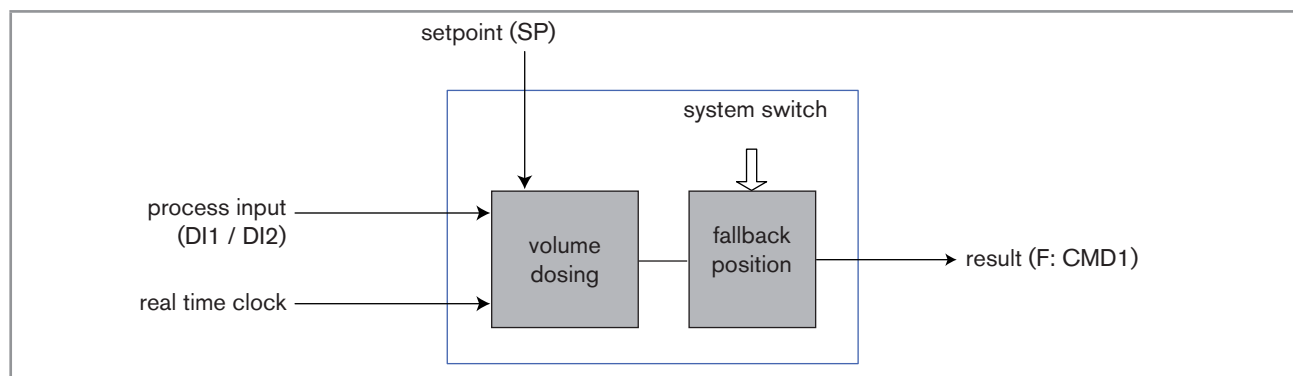 setpoint (SP)
system switch
process input
(DI1 / DI2)
real time clock
volume
dosing
fallback
position
result (F: CMD1)